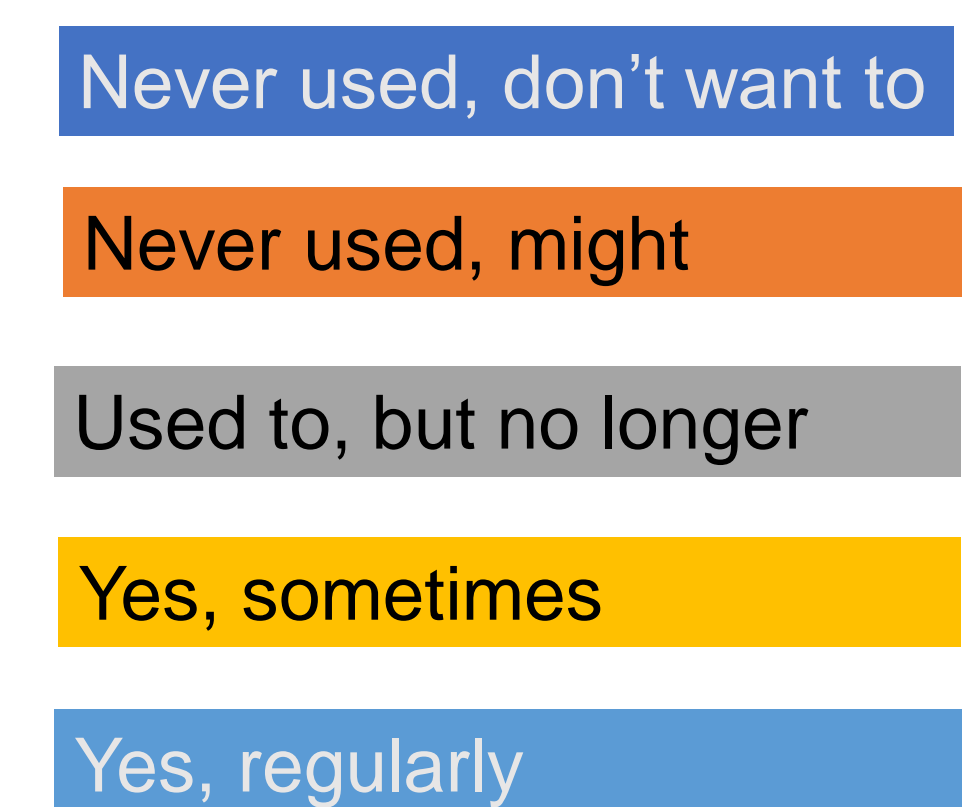 Never used, don’t want to
Never used, might
Used to, but no longer
Yes, sometimes
Yes, regularly